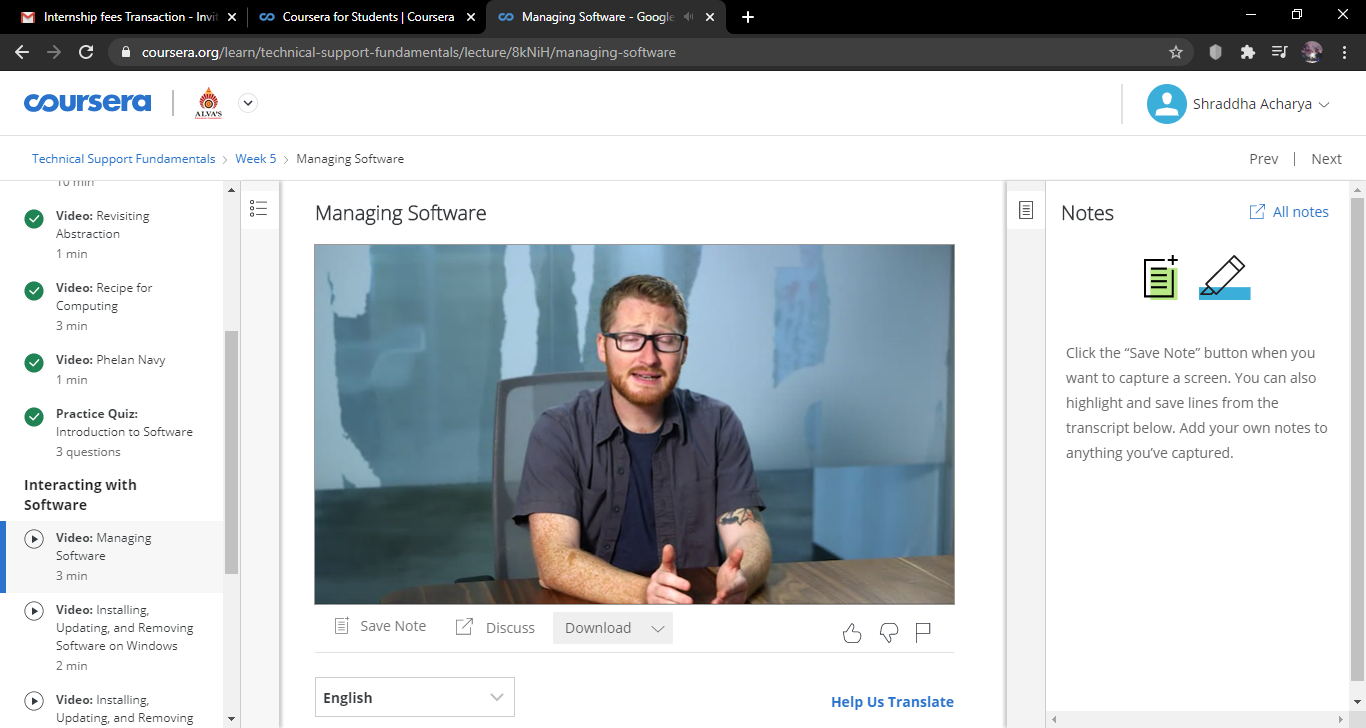 Internship fees Transaction - Invi
Coursera for Students | Coursera
Managing Software - Google
coursera.org/learn/technical-support-fundamentals/lecture/8kNiH/managing-software
coursera
ALVA'S
Shraddha Acharya
Technical Support Fundamentals
Week 5
Managing Software
Prev | Next
10 min
Video: Revisiting
Abstraction
1 min
Video: Recipe for
Computing
3 min
Video: Phelan Navy
1 min
Practice Quiz:
Introduction to Software
3 questions
Interacting with
Software
Video: Managing
Software
3 min
Video: Installing,
Updating, and Removing
Software on Windows
2 min
Video: Installing,
Updating, and Removing
Managing Software
Save Note
Discuss
Download
English
Help Us Translate
Notes
All notes
Click the “Save Note” button when you
want to capture a screen. You can also
highlight and save lines from the
transcript below. Add your own notes to
anything you’ve captured.